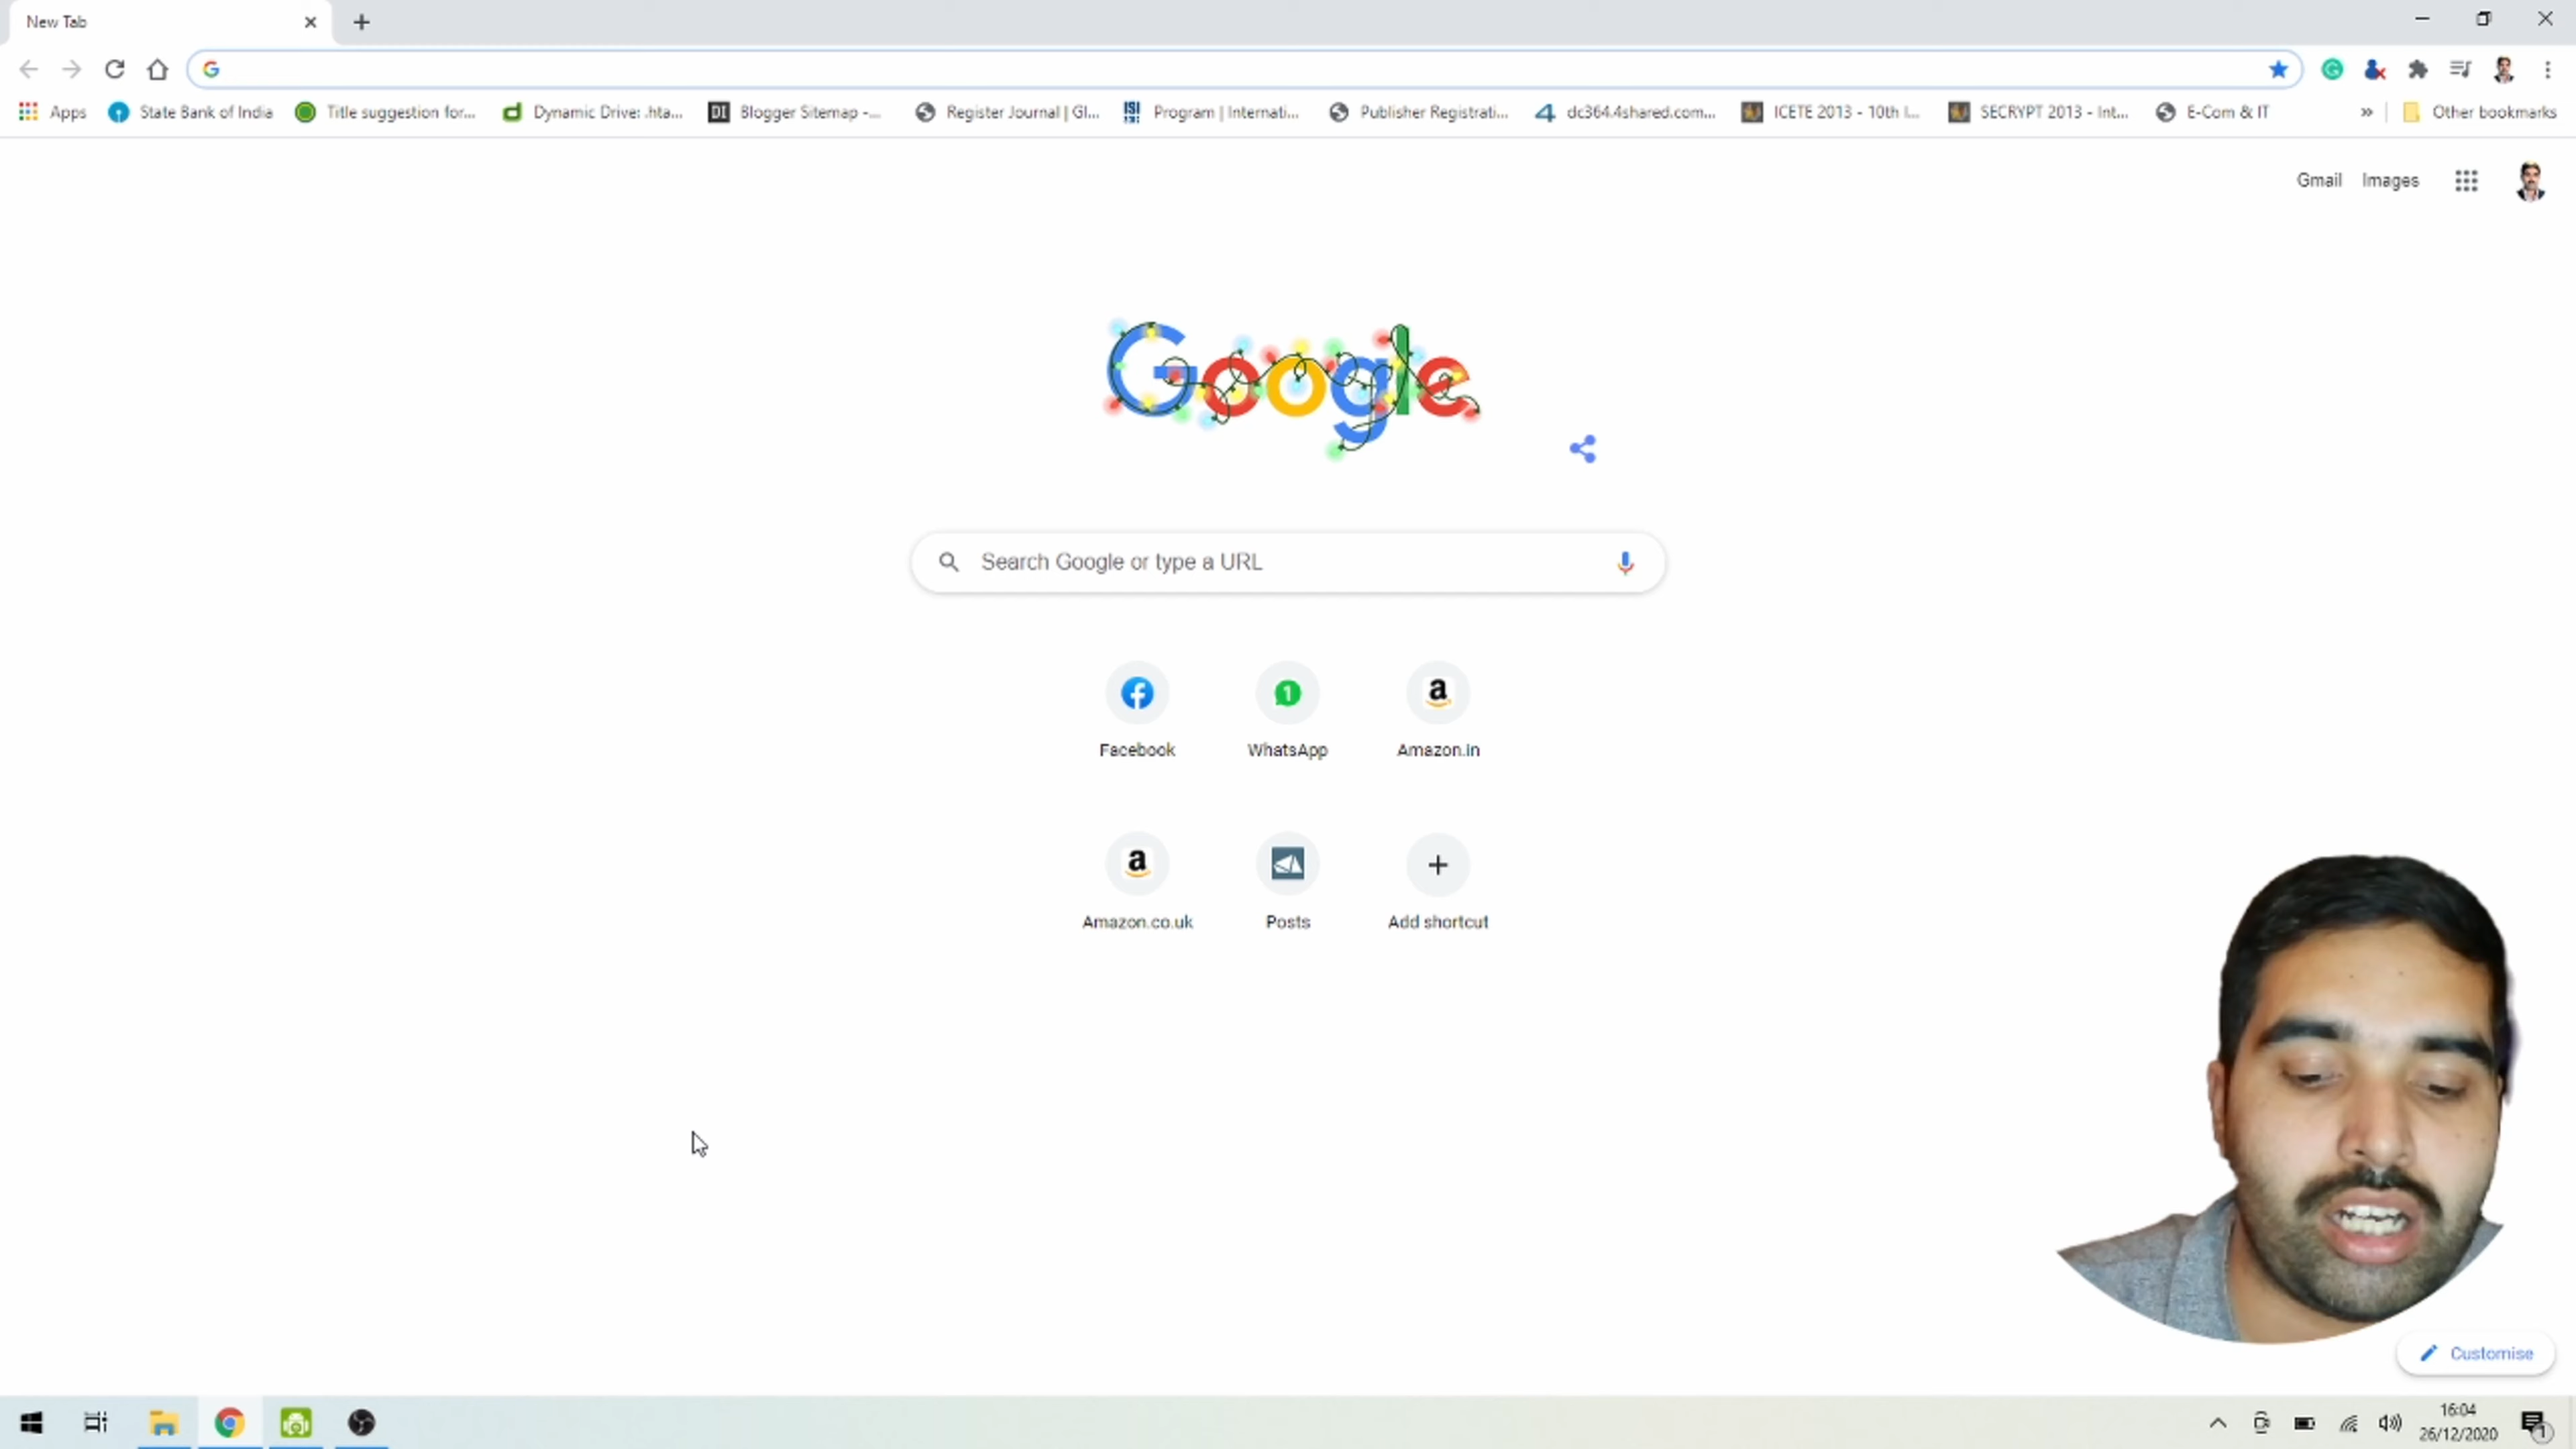 New Tab
Apps State Bank of India Title suggestion for... Dynamic Drive: .hta... DI Blogger Sitemap -... Register Journal | Gl... ISI Program | Internati... Publisher Registrati... 4 dc364.4shared.com... ICETE 2013 - 10th I... SECRYPT 2013 - Int... E-Com & IT » Other bookmarks
Gmail Images
Google
Search Google or type a URL
Facebook WhatsApp Amazon.in
Amazon.co.uk Posts Add shortcut
Customise
16:04
26/12/2020